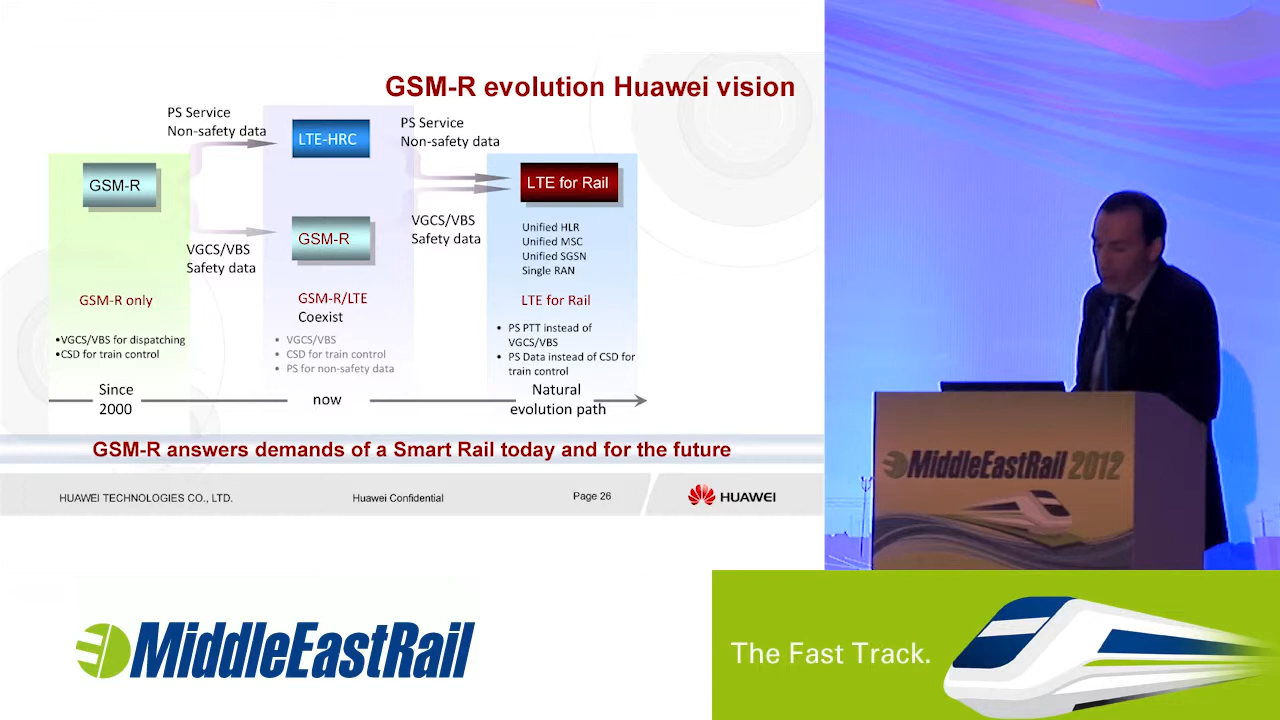 GSM-R evolution Huawei vision
PS Service
Non-safety data
LTE-HRC
PS Service
Non-safety data
GSM-R
LTE for Rail
VGCS/VBS
Safety data
GSM-R
VGCS/VBS
Safety data
Unified HLR
Unified MSC
Unified SGSN
Single RAN
GSM-R only
GSM-R/LTE
Coexist
LTE for Rail
•VGCS/VBS for dispatching
•CSD for train control
• VGCS/VBS
• CSD for train control
• PS for non-safety data
• PS PTT instead of
VGCS/VBS
• PS Data instead of CSD for
train control
Since
2000
now
Natural
evolution path
GSM-R answers demands of a Smart Rail today and for the future
HUAWEI TECHNOLOGIES CO., LTD.
Huawei Confidential
Page 26
HUAWEI
MiddleEastRail 2012
MiddleEastRail
The Fast Track.